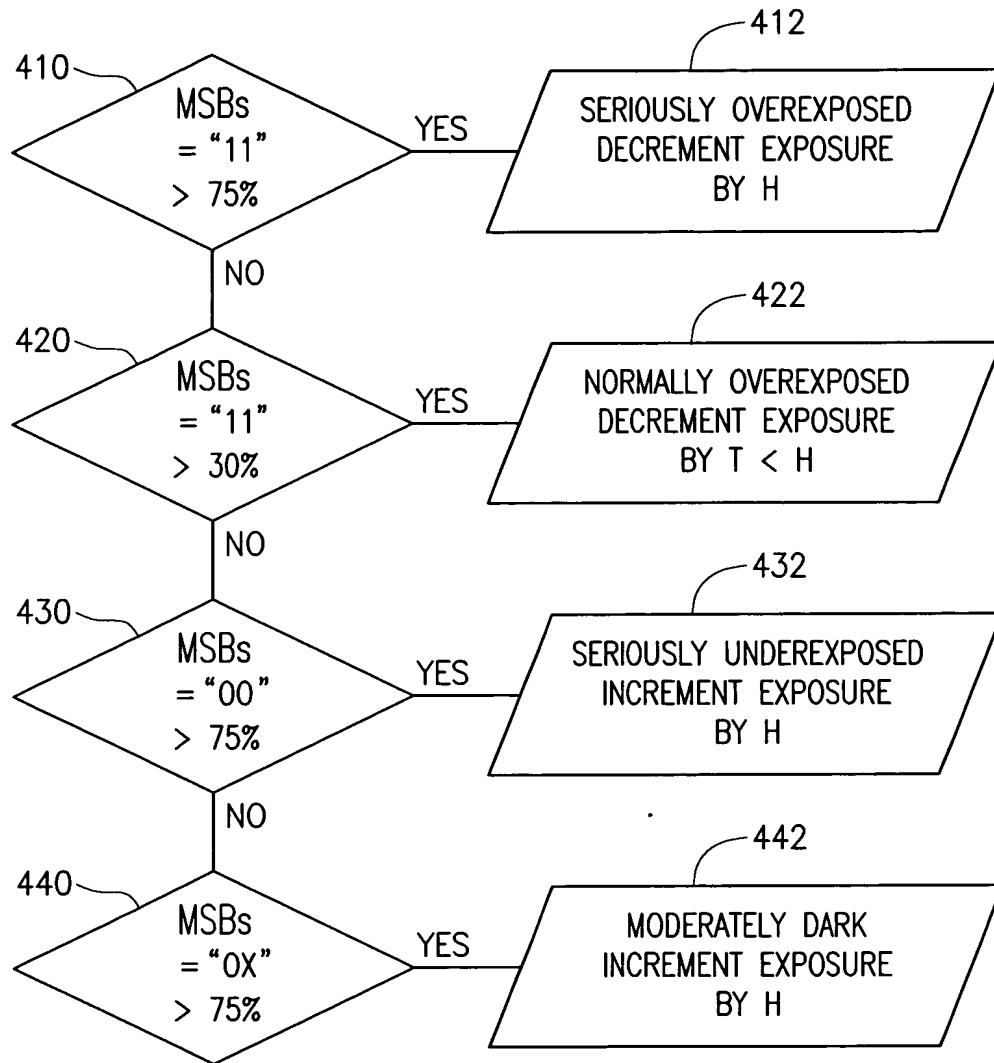 410
412
MSBs
= "11"
> 75%
YES
SERIOUSLY OVEREXPOSED
DECREMENT EXPOSURE
BY H
NO
420
422
MSBs
= "11"
> 30%
YES
NORMALLY OVEREXPOSED
DECREMENT EXPOSURE
BY T < H
NO
430
432
MSBs
= "00"
> 75%
YES
SERIOUSLY UNDEREXPOSED
INCREMENT EXPOSURE
BY H
NO
440
442
MSBs
= "0X"
> 75%
YES
MODERATELY DARK
INCREMENT EXPOSURE
BY H